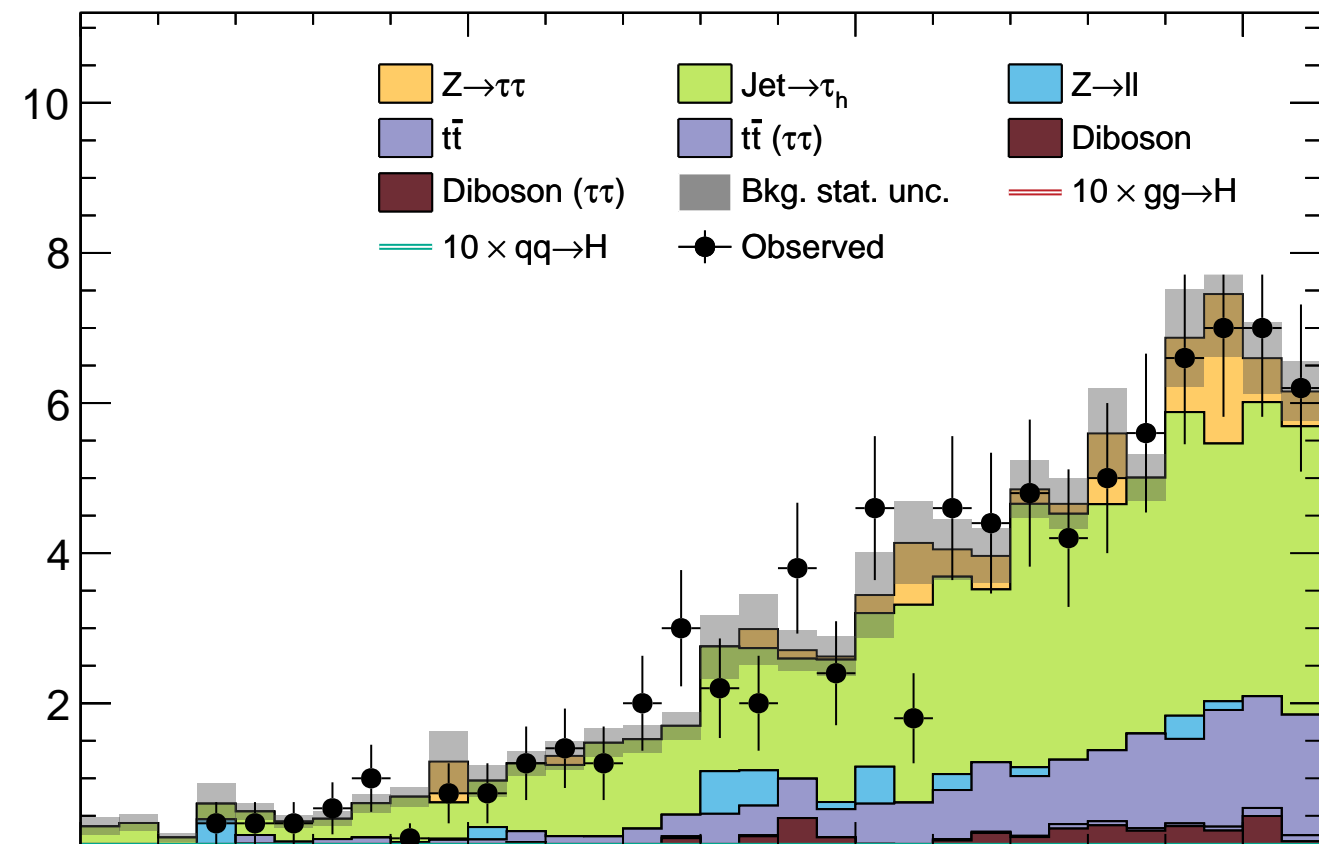 10
8
6
4
2
Z→ττ Jet→τh Z→ll
tt̄ tt̄ (ττ) Diboson
Diboson (ττ) Bkg. stat. unc. 10 × gg→H
10 × qq→H Observed